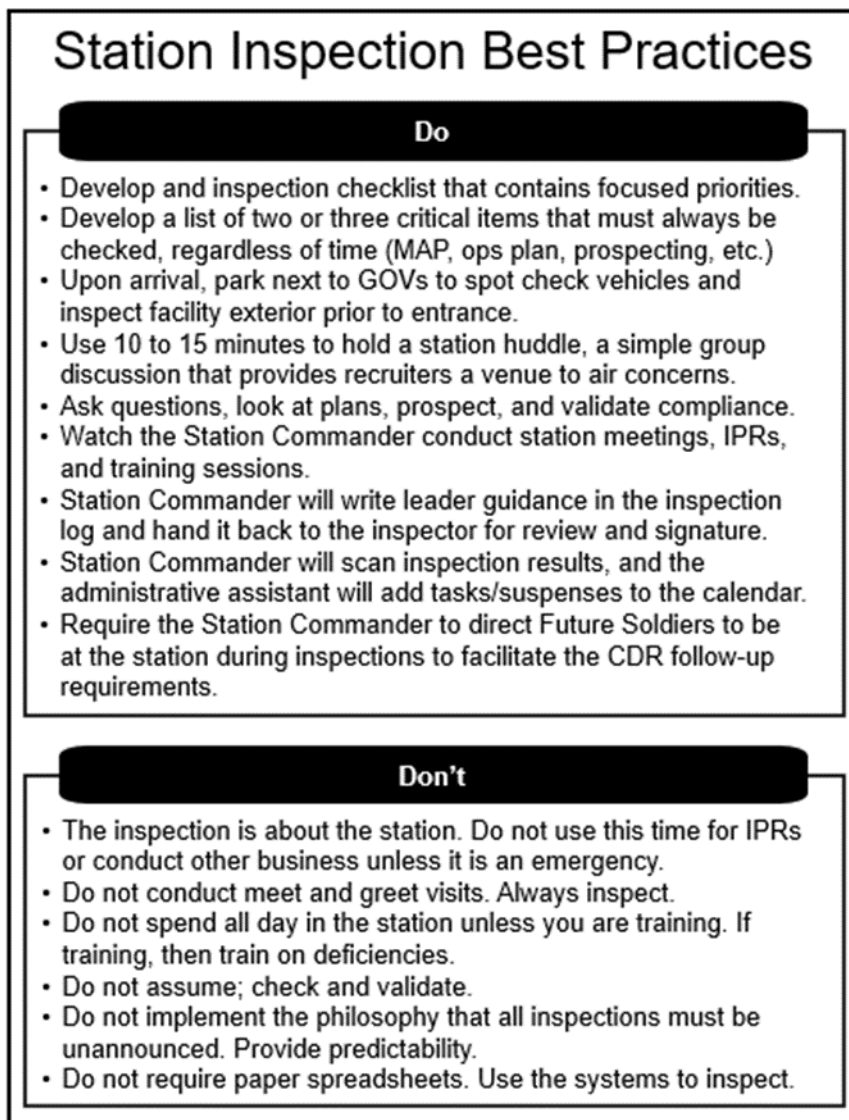 Station Inspection Best Practices
Do
• Develop and inspection checklist that contains focused priorities.
• Develop a list of two or three critical items that must always be
checked, regardless of time (MAP, ops plan, prospecting, etc.)
• Upon arrival, park next to GOVs to spot check vehicles and
inspect facility exterior prior to entrance.
• Use 10 to 15 minutes to hold a station huddle, a simple group
discussion that provides recruiters a venue to air concerns.
• Ask questions, look at plans, prospect, and validate compliance.
• Watch the Station Commander conduct station meetings, IPRs,
and training sessions.
• Station Commander will write leader guidance in the inspection
log and hand it back to the inspector for review and signature.
• Station Commander will scan inspection results, and the
administrative assistant will add tasks/suspenses to the calendar.
• Require the Station Commander to direct Future Soldiers to be
at the station during inspections to facilitate the CDR follow-up
requirements.
Don't
• The inspection is about the station. Do not use this time for IPRs
or conduct other business unless it is an emergency.
• Do not conduct meet and greet visits. Always inspect.
• Do not spend all day in the station unless you are training. If
training, then train on deficiencies.
• Do not assume; check and validate.
• Do not implement the philosophy that all inspections must be
unannounced. Provide predictability.
• Do not require paper spreadsheets. Use the systems to inspect.